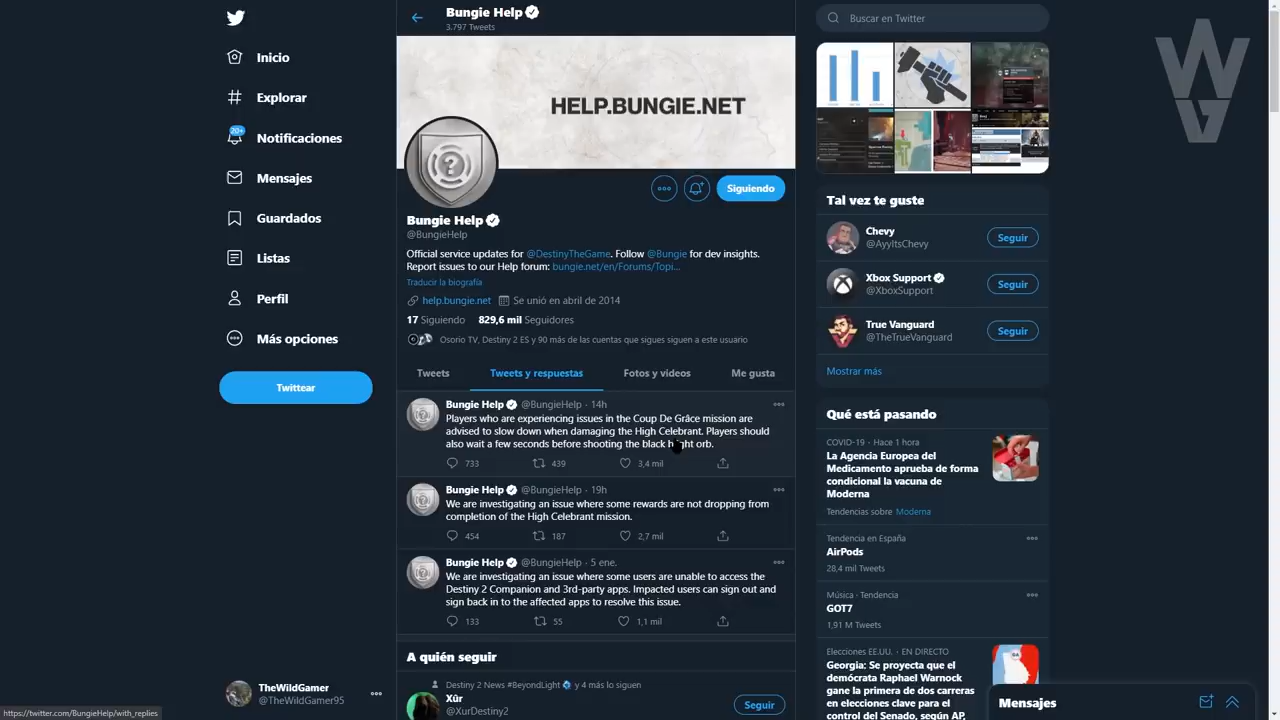 Bungie Help
3.797 Tweets
Buscar en Twitter
WG
Inicio
Explorar
20+
Notificaciones
Mensajes
Guardados
Listas
Perfil
Más opciones
Twittear
HELP.BUNGIE.NET
Siguiendo
Bungie Help
@BungieHelp
Official service updates for @DestinyTheGame. Follow @Bungie for dev insights.
Report issues to our Help forum: bungie.net/en/Forums/Topi...
Traducir la biografía
help.bungie.net Se unió en abril de 2014
17 Siguiendo 829,6 mil Seguidores
Osorio TV, Destiny 2 ES y 90 más de las cuentas que sigues siguen a este usuario
Tweets Tweets y respuestas Fotos y videos Me gusta
Bungie Help @BungieHelp · 14h
Players who are experiencing issues in the Coup De Grâce mission are
advised to slow down when damaging the High Celebrant. Players should
also wait a few seconds before shooting the black orb.
733 439 3,4 mil
Bungie Help @BungieHelp · 19h
We are investigating an issue where some rewards are not dropping from
completion of the High Celebrant mission.
454 187 2,7 mil
Bungie Help @BungieHelp · 5 ene.
We are investigating an issue where some users are unable to access the
Destiny 2 Companion and 3rd-party apps. Impacted users can sign out and
sign back in to the affected apps to resolve this issue.
133 55 1,1 mil
A quién seguir
Destiny 2 News #BeyondLight y 4 más lo siguen
Xûr
@XurDestiny2
Seguir
Tal vez te guste
Chevy
@AyyItsChevy
Seguir
Xbox Support
@XboxSupport
Seguir
True Vanguard
@TheTrueVanguard
Seguir
Mostrar más
Qué está pasando
COVID-19 · Hace 1 hora
La Agencia Europea del
Medicamento aprueba de forma
condicional la vacuna de
Moderna
Tendencias sobre Moderna
Tendencia en España
AirPods
28,4 mil Tweets
Música · Tendencia
GOT7
1,91 M Tweets
Elecciones EE.UU. · EN DIRECTO
Georgia: Se proyecta que el
demócrata Raphael Warnock
gane la primera de dos carreras
en elecciones clave para el
control del Senado, según AP,
Mensajes
TheWildGamer
@TheWildGamer95
https://twitter.com/BungieHelp/with_replies